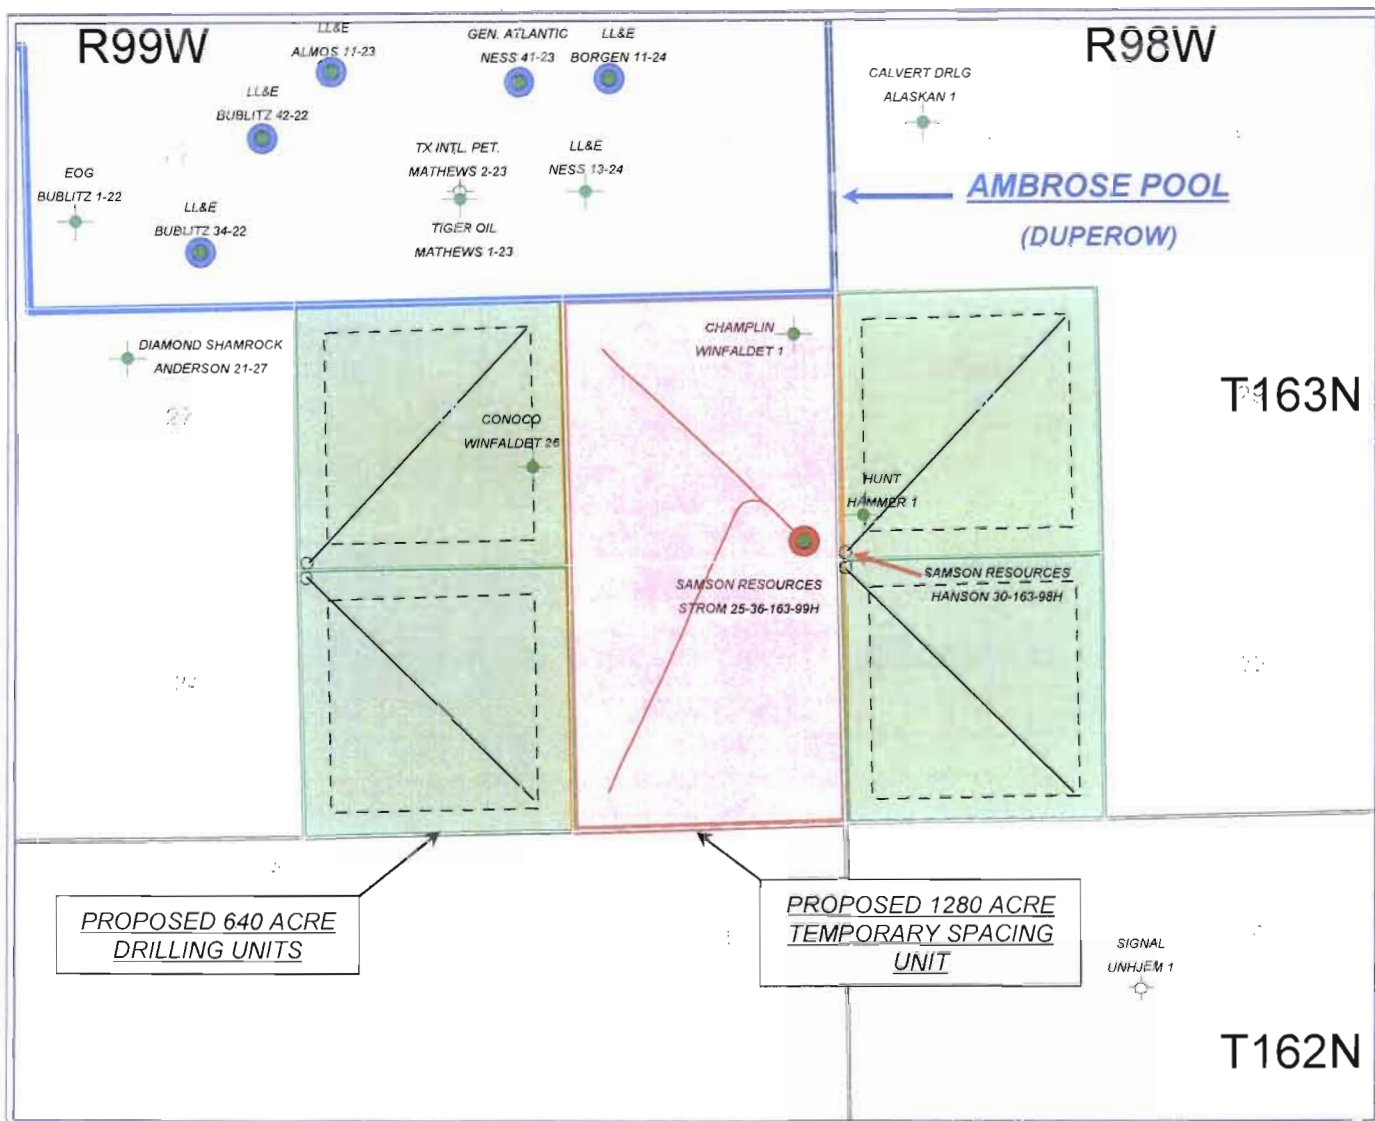 R99W
R98W
LL&E
ALMOS 11-23
GEN. ATLANTIC
NESS 41-23
LL&E
BORGEN 11-24
CALVERT DRLG
ALASKAN 1
LL&E
BUBLITZ 42-22
TX INTL. PET.
MATHEWS 2-23
LL&E
NESS 13-24
EOG
BUBLITZ 1-22
AMBROSE POOL
(DUPEROW)
LL&E
BUBLITZ 34-22
TIGER OIL
MATHEWS 1-23
DIAMOND SHAMROCK
ANDERSON 21-27
CHAMPLIN
WINFALDET 1
T163N
27
CONOCO
WINFALDET 26
HUNT
HAMMER 1
SAMSON RESOURCES
STROM 25-36-163-99H
SAMSON RESOURCES
HANSON 30-163-98H
PROPOSED 640 ACRE
DRILLING UNITS
PROPOSED 1280 ACRE
TEMPORARY SPACING
UNIT
SIGNAL
UNHJEM 1
T162N